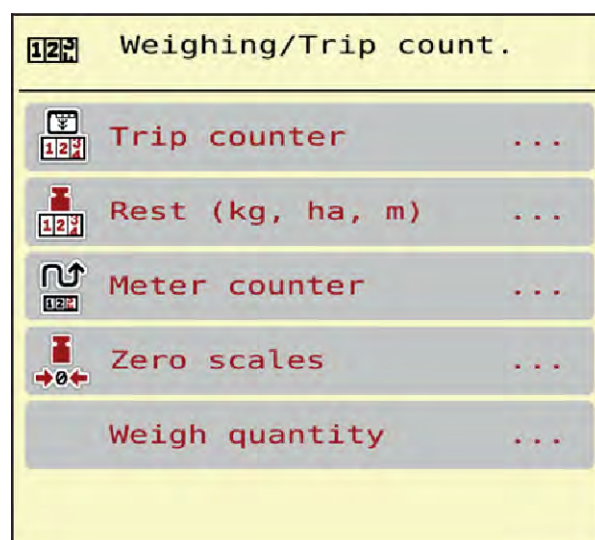 Weighing/Trip count.
Trip counter ...
Rest (kg, ha, m) ...
Meter counter ...
Zero scales ...
Weigh quantity ...